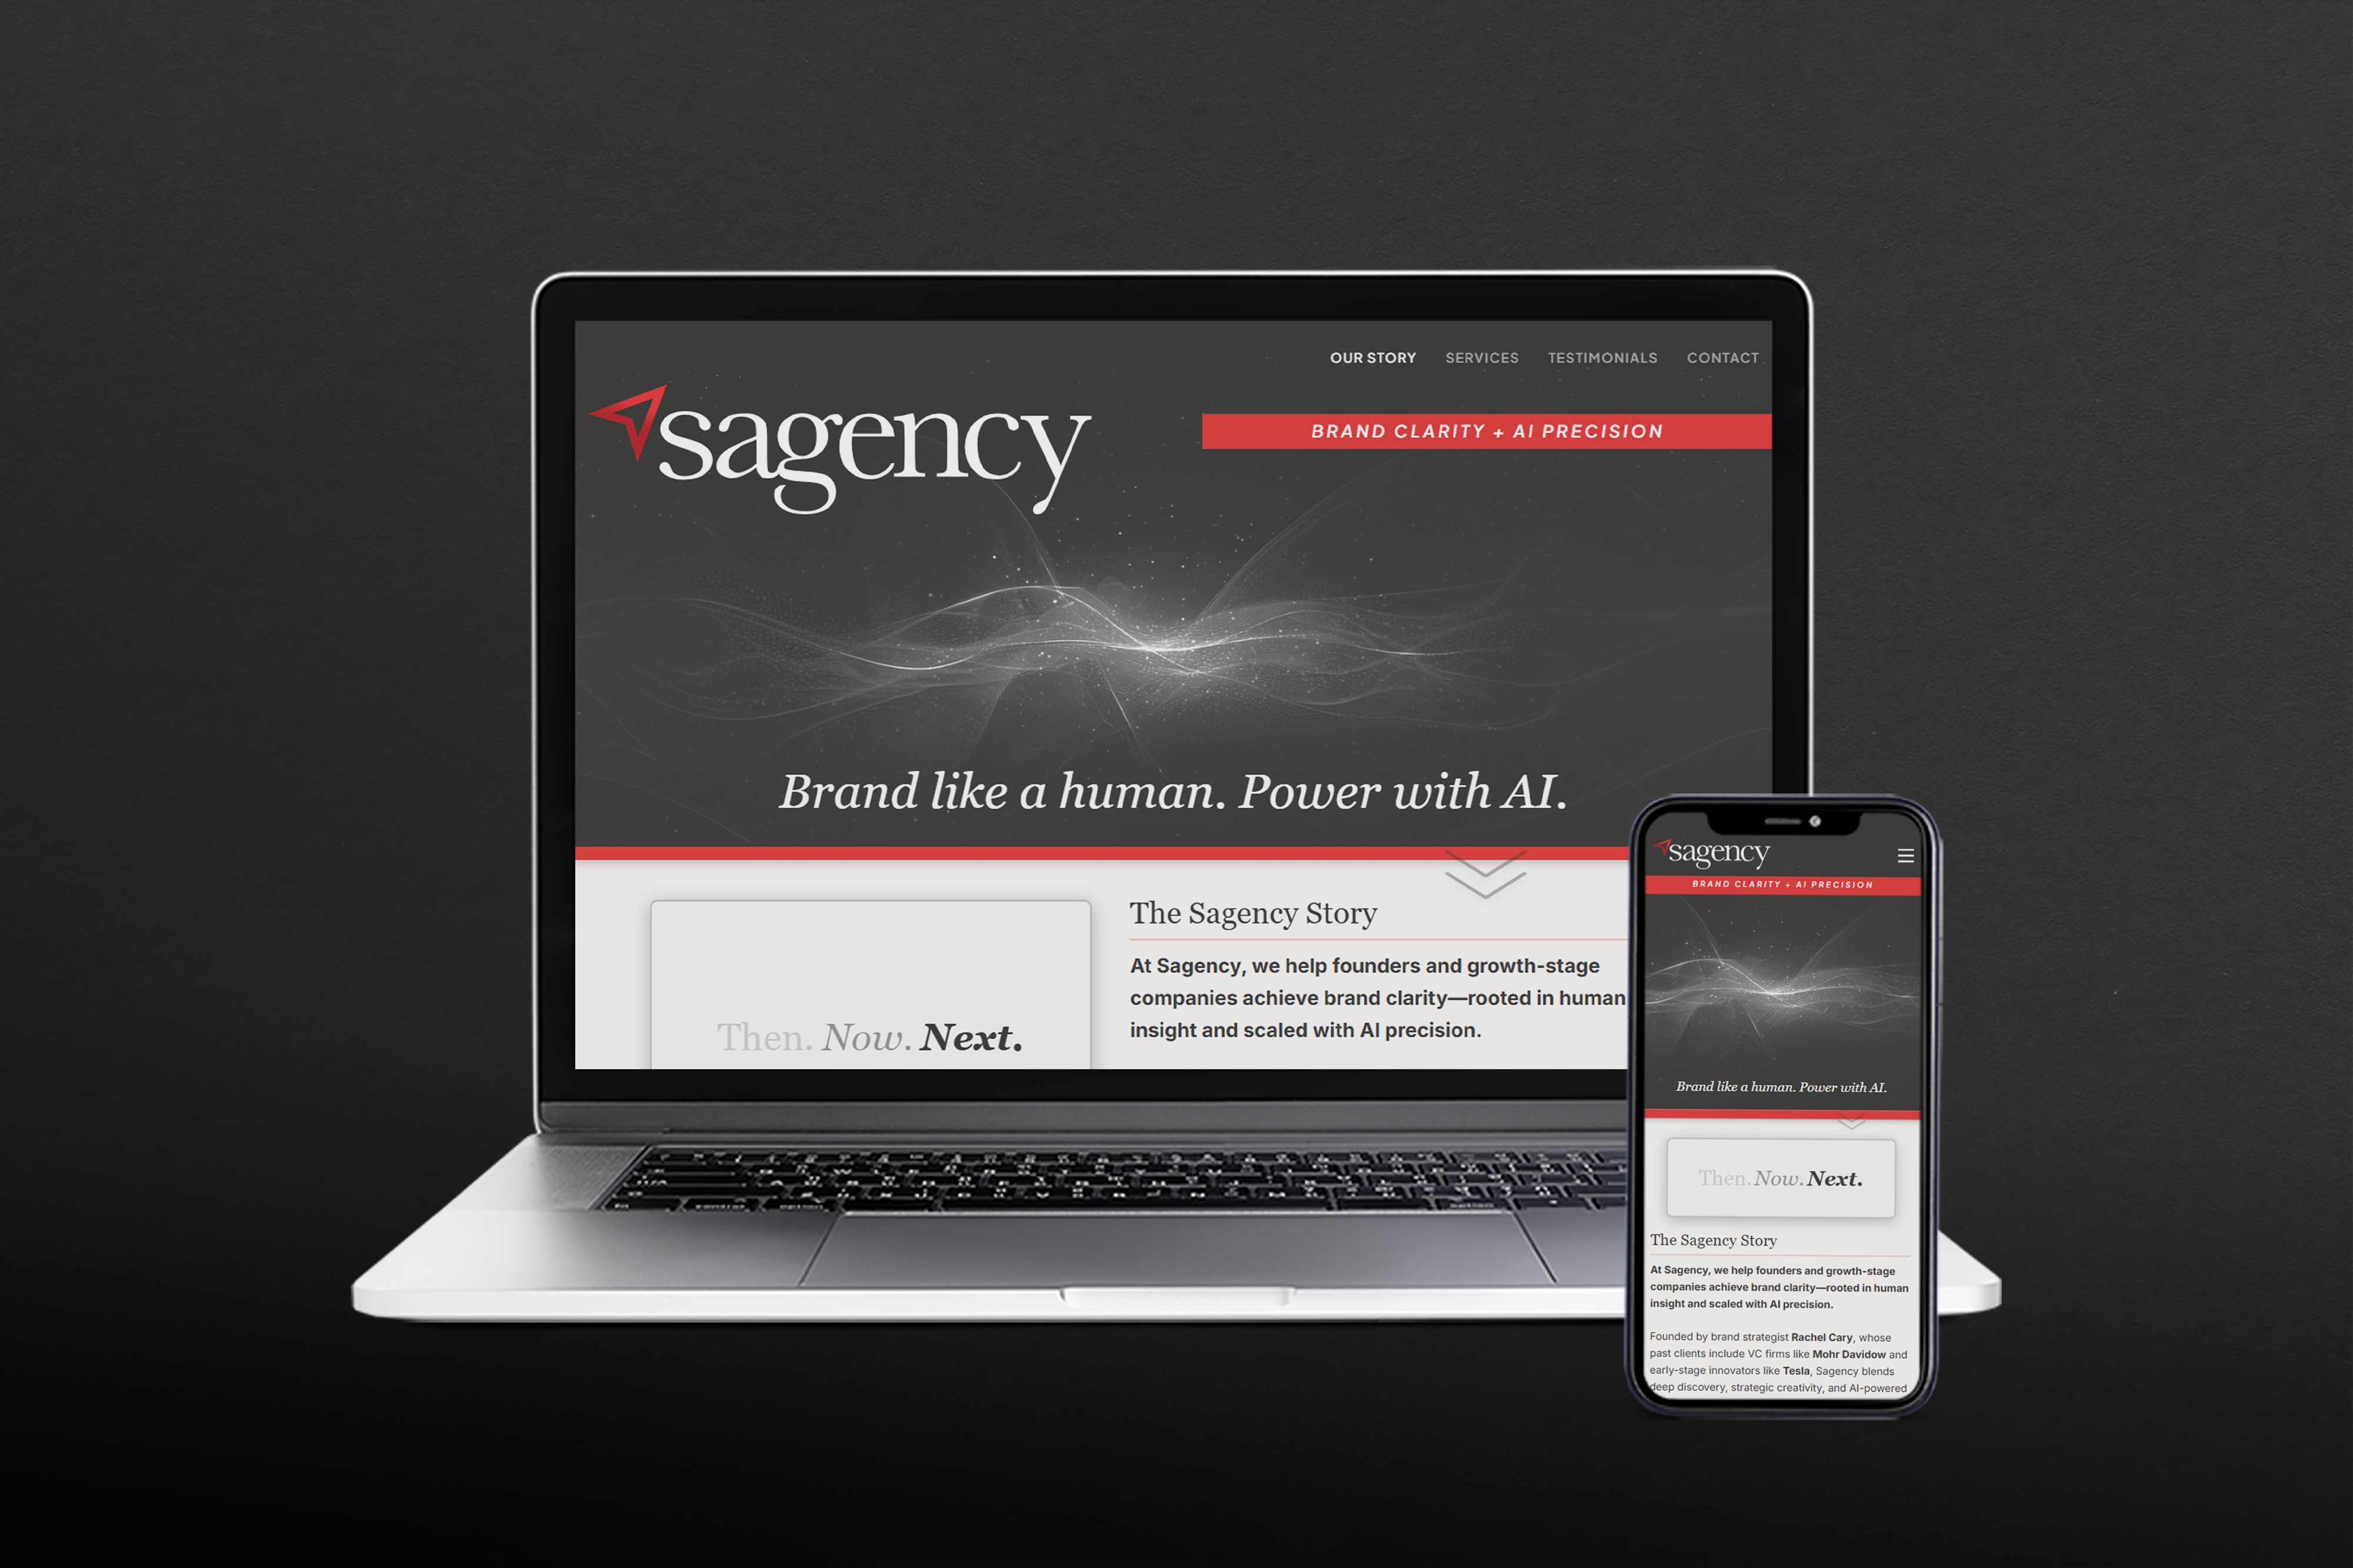 OUR STORY SERVICES TESTIMONIALS CONTACT
sagency
BRAND CLARITY + AI PRECISION
Brand like a human. Power with AI.
Then. Now. Next.
The Sagency Story
At Sagency, we help founders and growth-stage
companies achieve brand clarity—rooted in human
insight and scaled with AI precision.
sagency
BRAND CLARITY + AI PRECISION
Brand like a human. Power with AI.
Then. Now. Next.
The Sagency Story
At Sagency, we help founders and growth-stage
companies achieve brand clarity—rooted in human
insight and scaled with AI precision.
Founded by brand strategist Rachel Cary, whose
past clients include VC firms like Mohr Davidow and
early-stage innovators like Tesla, Sagency blends
deep discovery, strategic creativity, and AI-powered